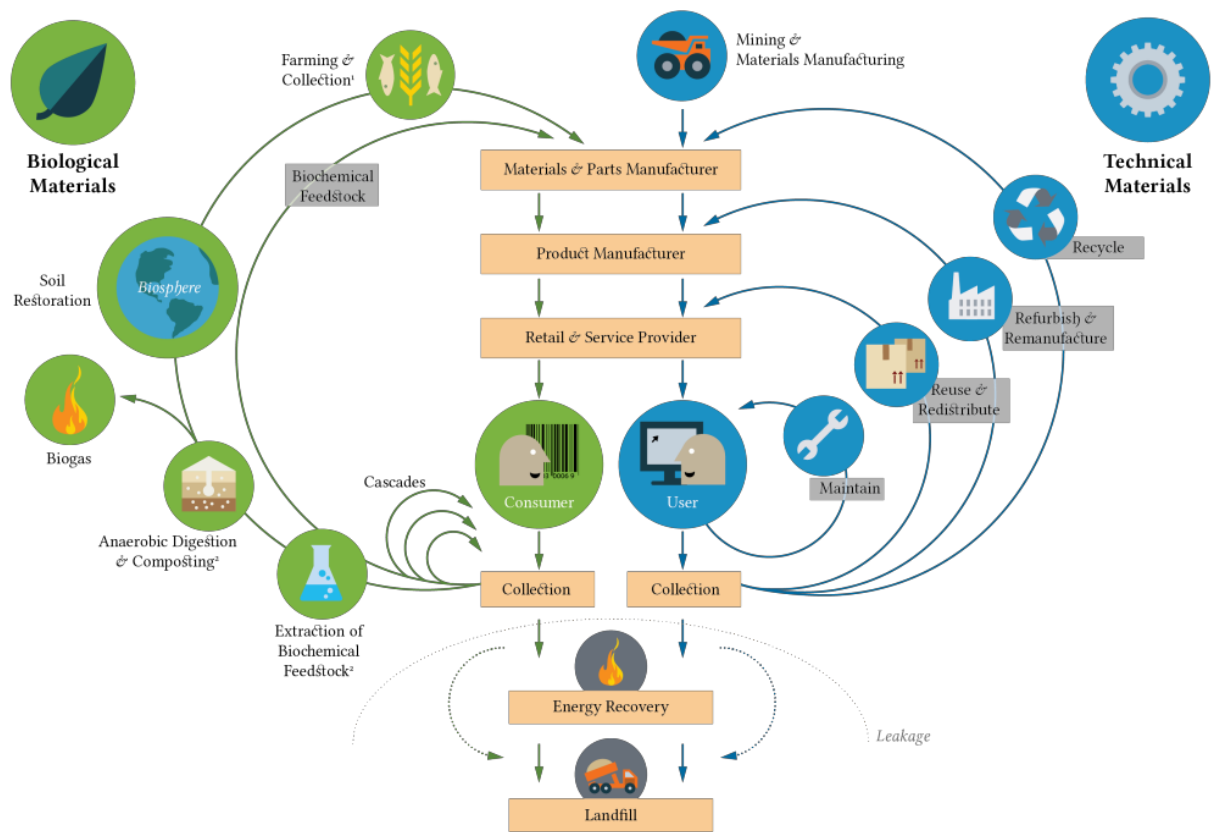 Farming &
Collection¹
Mining &
Materials Manufacturing
Biological
Materials
Technical
Materials
Materials & Parts Manufacturer
Biochemical
Feedstock
Recycle
Product Manufacturer
Soil
Restoration
Biosphere
Refurbish &
Remanufacture
Retail & Service Provider
Reuse &
Redistribute
Biogas
Cascades
Consumer
User
Maintain
Anaerobic Digestion
& Composting²
Collection
Collection
Extraction of
Biochemical
Feedstock²
Energy Recovery
Leakage
Landfill